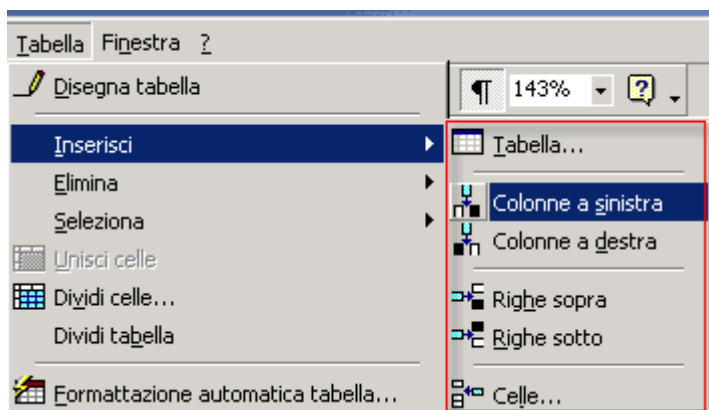 Tabella Finestra ?
Disegna tabella
143%
Inserisci
Tabella...
Elimina
Colonne a sinistra
Seleziona
Colonne a destra
Unisci celle
Dividi celle...
Righe sopra
Dividi tabella
Righe sotto
Formattazione automatica tabella...
Celle...